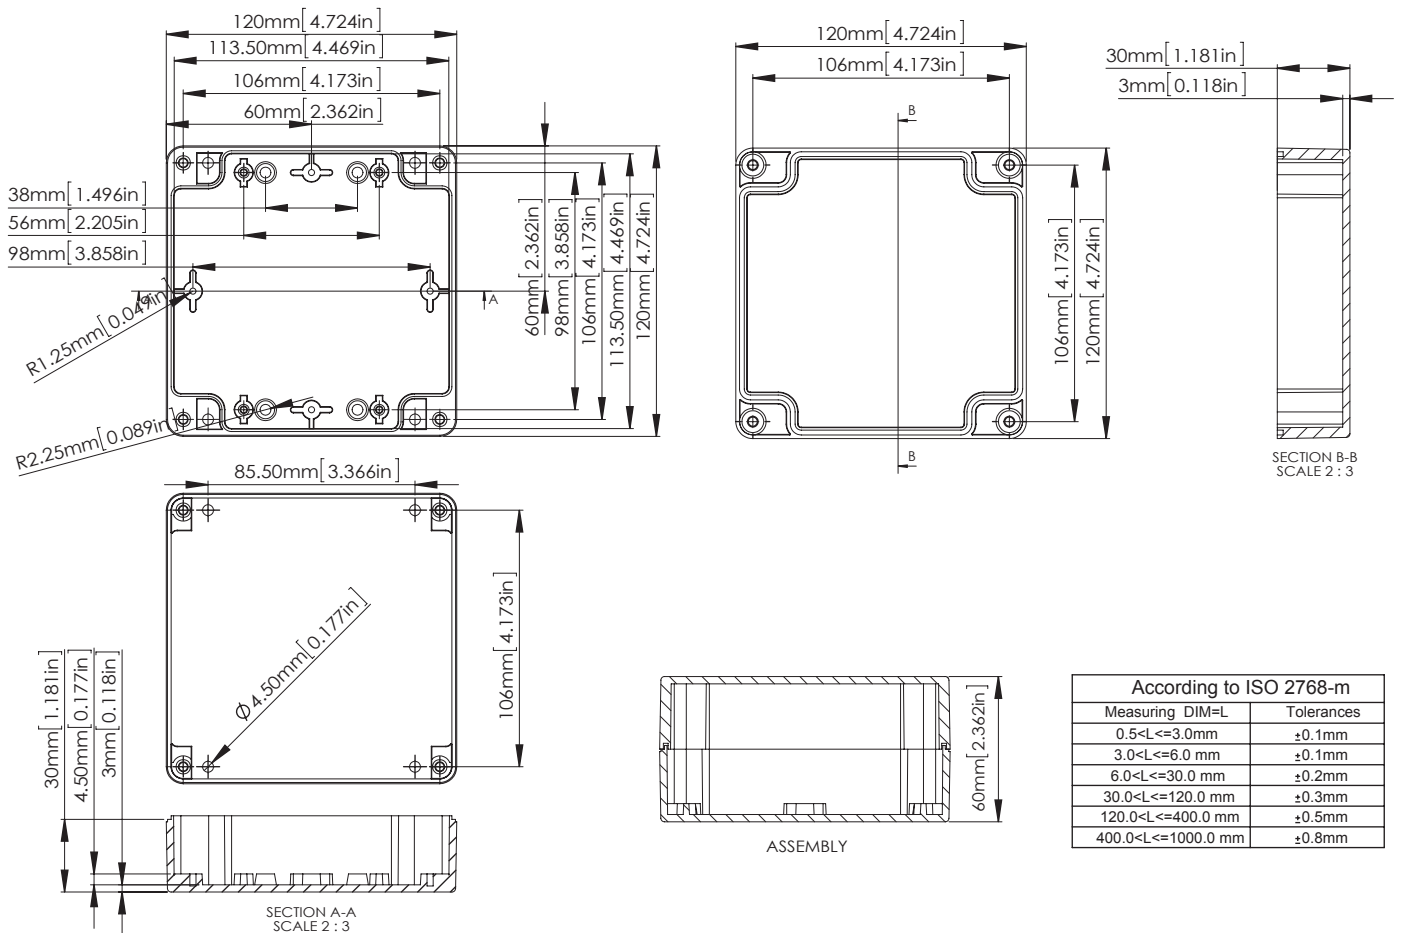 120mm[4.724in]
113.50mm[4.469in]
106mm[4.173in]
60mm[2.362in]
38mm[1.496in]
56mm[2.205in]
98mm[3.858in]
R1.25mm[0.049in]
R2.25mm[0.089in]
A
60mm[2.362in]
98mm[3.858in]
106mm[4.173in]
113.50mm[4.469in]
120mm[4.724in]
120mm[4.724in]
106mm[4.173in]
B
B
106mm[4.173in]
120mm[4.724in]
30mm[1.181in]
3mm[0.118in]
SECTION B-B
SCALE 2 : 3
85.50mm[3.366in]
Ø4.50mm[0.177in]
106mm[4.173in]
30mm[1.181in]
4.50mm[0.177in]
3mm[0.118in]
SECTION A-A
SCALE 2 : 3
60mm[2.362in]
ASSEMBLY
According to ISO 2768-m
Measuring DIM=L Tolerances
0.5<L<=3.0mm ±0.1mm
3.0<L<=6.0 mm ±0.1mm
6.0<L<=30.0 mm ±0.2mm
30.0<L<=120.0 mm ±0.3mm
120.0<L<=400.0 mm ±0.5mm
400.0<L<=1000.0 mm ±0.8mm